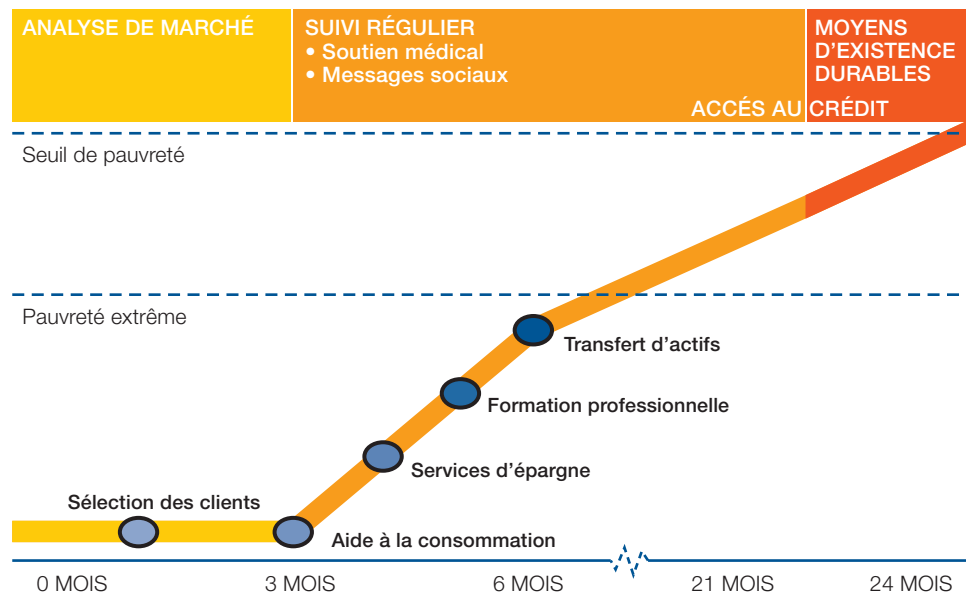 ANALYSE DE MARCHÉ
SUIVI RÉGULIER
• Soutien médical
• Messages sociaux
MOYENS
D'EXISTENCE
DURABLES
ACCÉS AU CRÉDIT
Seuil de pauvreté
Pauvreté extrême
Transfert d'actifs
Formation professionnelle
Services d'épargne
Sélection des clients
Aide à la consommation
0 MOIS
3 MOIS
6 MOIS
21 MOIS
24 MOIS